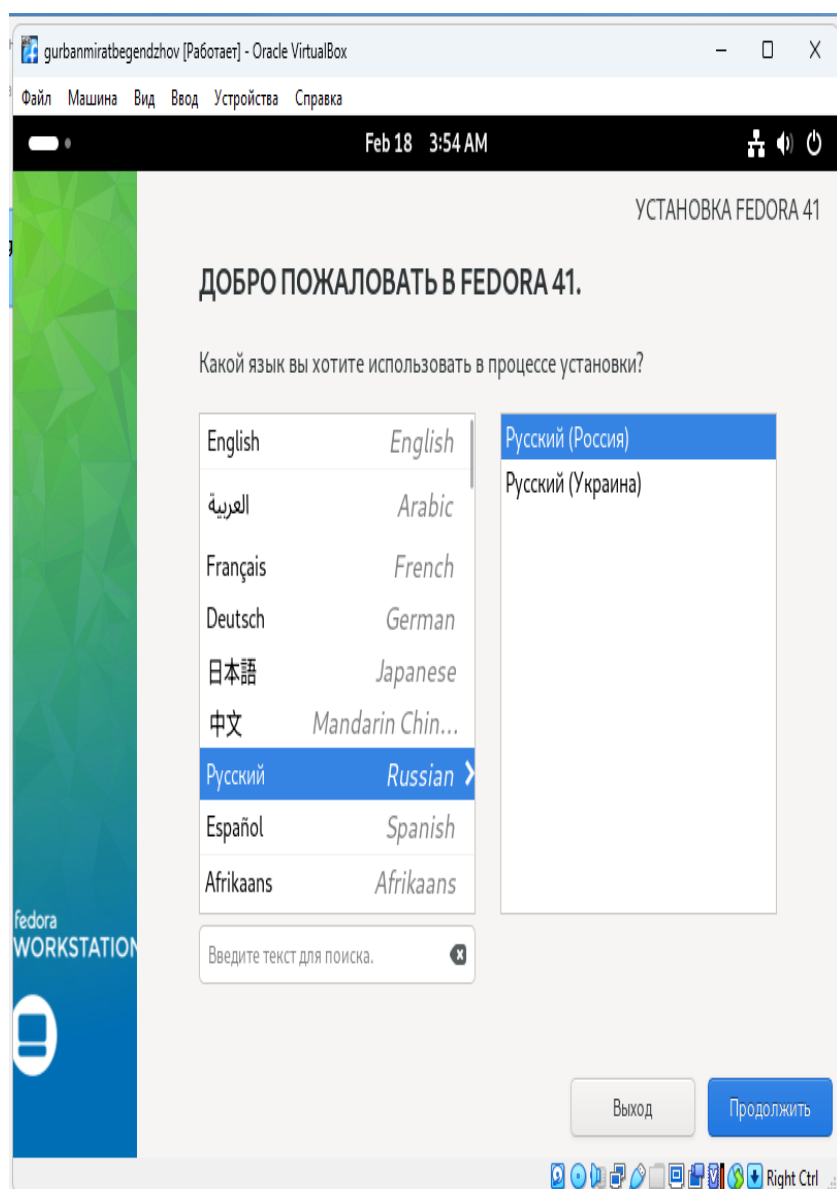 gurbanmiratbegendzhov [Работает] - Oracle VirtualBox
Файл Машина Вид Ввод Устройства Справка
Feb 18 3:54 AM
УСТАНОВКА FEDORA 41
ДОБРО ПОЖАЛОВАТЬ В FEDORA 41.
Какой язык вы хотите использовать в процессе установки?
English English
العربية Arabic
Français French
Deutsch German
日本語 Japanese
中文 Mandarin Chin...
Русский Russian
Español Spanish
Afrikaans Afrikaans
Русский (Россия)
Русский (Украина)
Введите текст для поиска.
fedora
WORKSTATION
Выход Продолжить
Right Ctrl